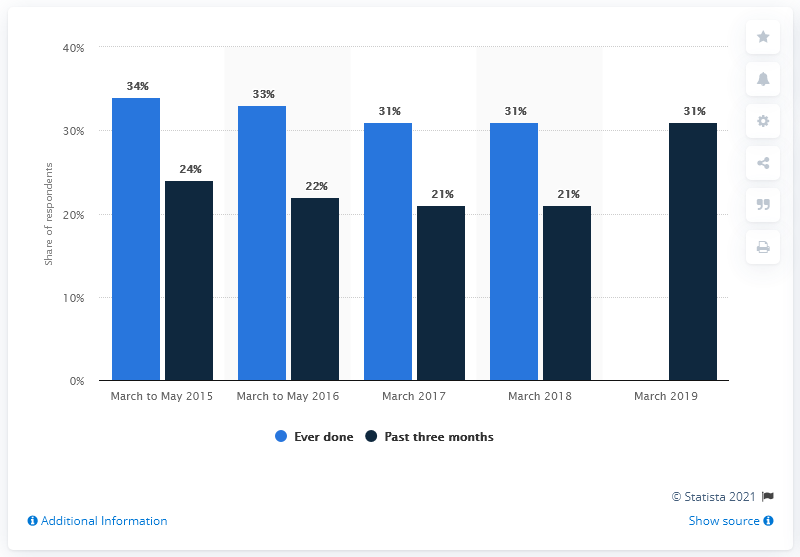 40%
30%
20%
10%
0%
Share of respondents
34%
24%
33%
22%
31%
21%
31%
21%
31%
March to May 2015
March to May 2016
March 2017
March 2018
March 2019
Ever done
Past three months
© Statista 2021
Additional Information
Show source